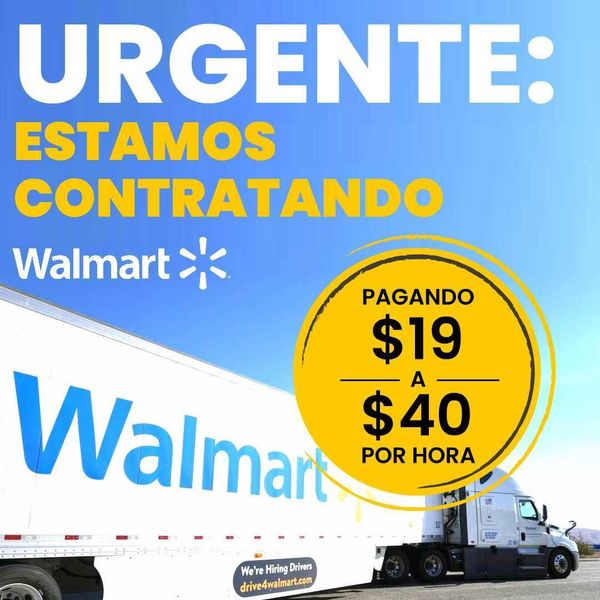 URGENTE:
ESTAMOS
CONTRATANDO
Walmart
PAGANDO
$19
A
$40
POR HORA
Walmart
We're Hiring Drivers
drive4walmart.com